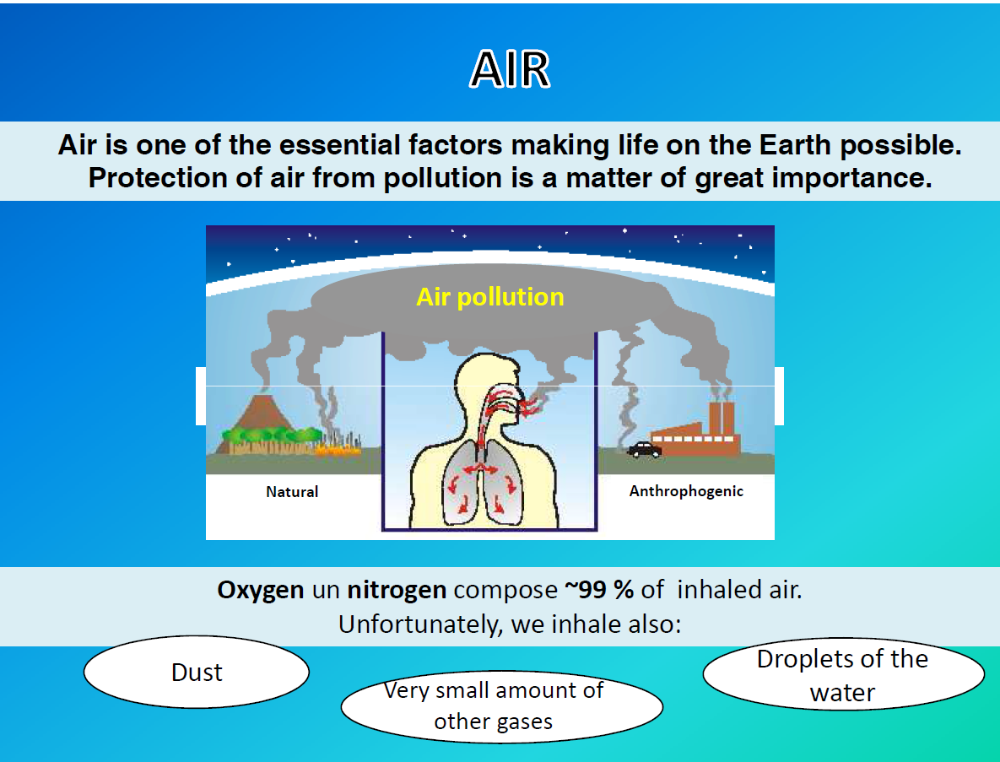 AIR
Air is one of the essential factors making life on the Earth possible.
Protection of air from pollution is a matter of great importance.
Air pollution
Natural
Anthrophogenic
Oxygen un nitrogen compose ~99 % of  inhaled air.
Unfortunately, we inhale also:
Dust
Very small amount of
other gases
Droplets of the
water